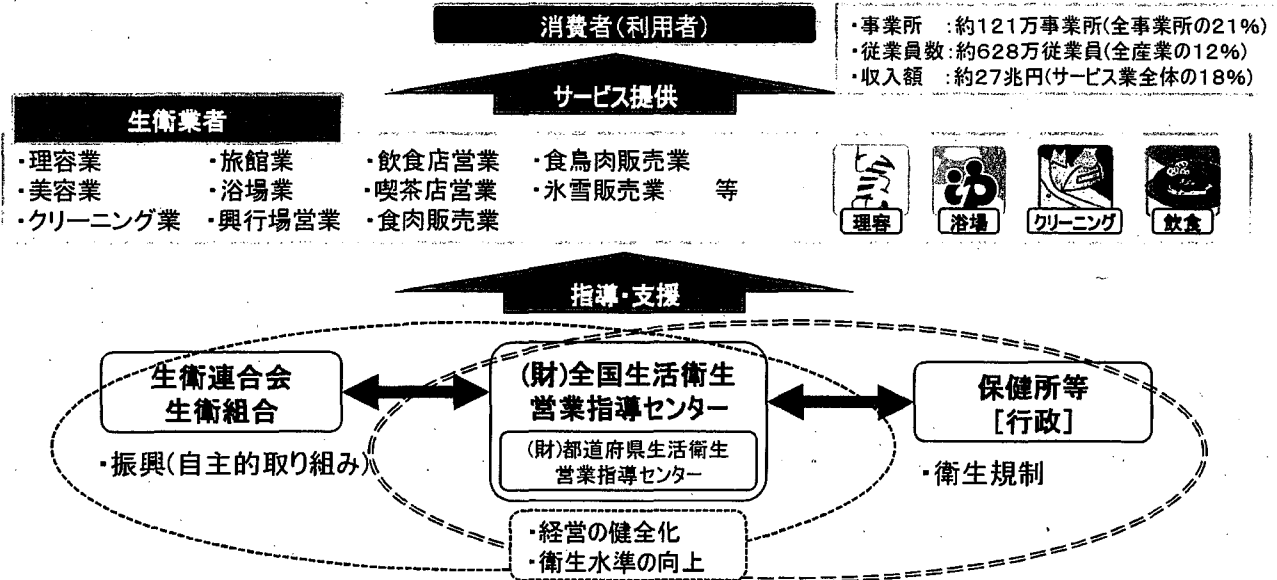 消費者(利用者)
・事業所　:約121万事業所(全事業所の21%)
・従業員数:約628万従業員(全産業の12%)
・収入額　:約27兆円(サービス業全体の18%)
サービス提供
生衛業者
・理容業　・旅館業　・飲食店営業　・食鳥肉販売業
・美容業　・浴場業　・喫茶店営業　・氷雪販売業　等
・クリーニング業　・興行場営業　・食肉販売業
理容　浴場　クリーニング　飲食
指導・支援
生衛連合会
生衛組合
・振興(自主的取り組み)
(財)全国生活衛生
営業指導センター
(財)都道府県生活衛生
営業指導センター
保健所等
[行政]
・衛生規制
・経営の健全化
・衛生水準の向上